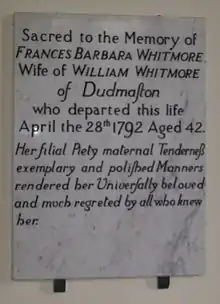 Sacred to the Memory of
FRANCES BARBARA WHITMORE
Wife of WILLIAM WHITMORE
of Dudmaſton
who departed this life
April the 28th 1792 Aged 42.
Her filial Piety maternal Tenderneß
exemplary and poliſhed Manners
rendered her Univerſally beloved
and much regreted by all who knew
her.